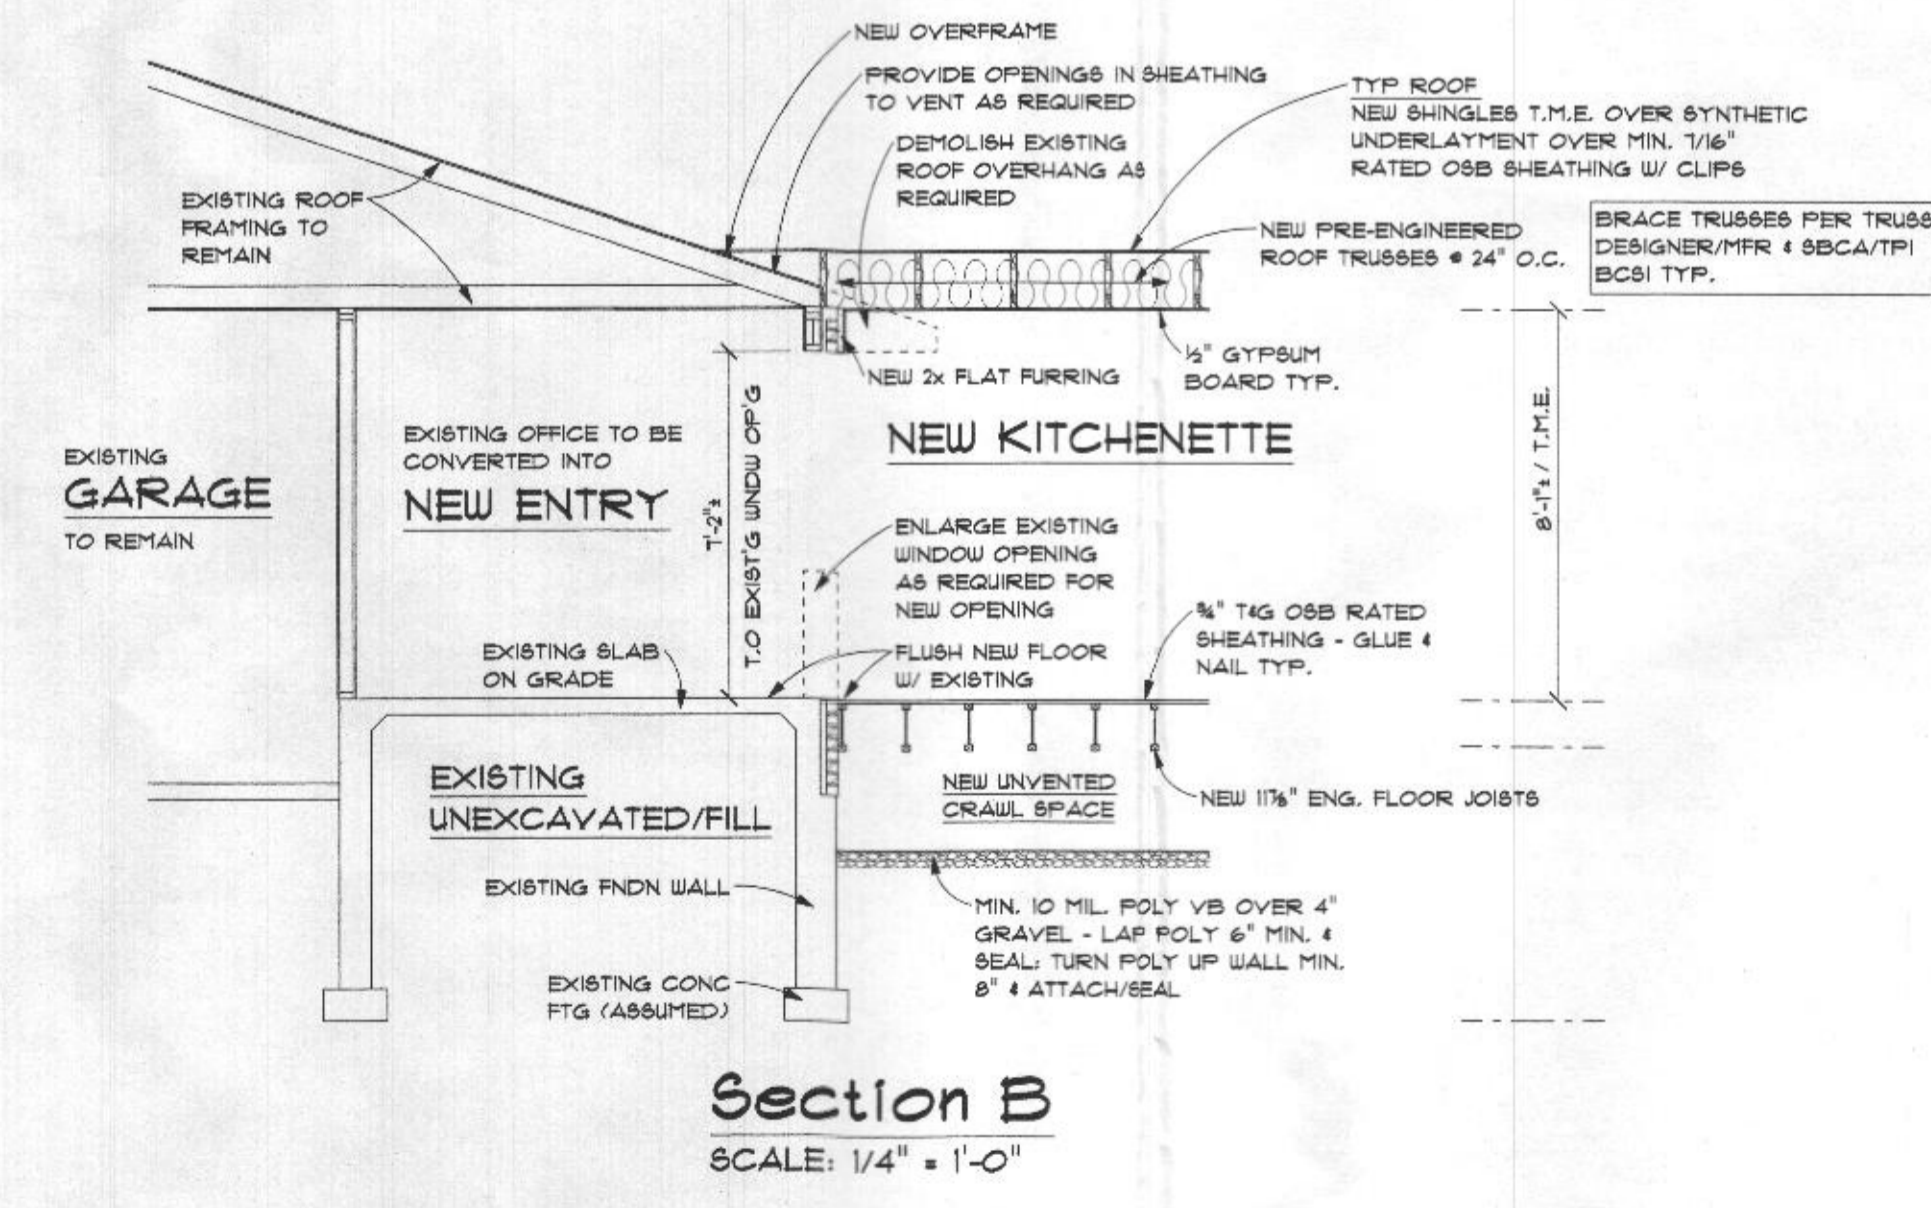 NEW OVERFRAME
PROVIDE OPENINGS IN SHEATHING
TO VENT AS REQUIRED
DEMOLISH EXISTING
ROOF OVERHANG AS
REQUIRED
TYP ROOF
NEW SHINGLES T.M.E. OVER SYNTHETIC
UNDERLAYMENT OVER MIN. 7/16"
RATED OSB SHEATHING W/ CLIPS
EXISTING ROOF
FRAMING TO
REMAIN
NEW PRE-ENGINEERED
ROOF TRUSSES @ 24" O.C.
BRACE TRUSSES PER TRUSS
DESIGNER/MFR & SBCA/TPI
BCSI TYP.
NEW 2x FLAT FURRING
½" GYPSUM
BOARD TYP.
EXISTING
GARAGE
TO REMAIN
EXISTING OFFICE TO BE
CONVERTED INTO
NEW ENTRY
7'-2"±
T.O EXIST'G WNDW OP'G
NEW KITCHENETTE
8'-1"± / T.M.E.
ENLARGE EXISTING
WINDOW OPENING
AS REQUIRED FOR
NEW OPENING
EXISTING SLAB
ON GRADE
FLUSH NEW FLOOR
W/ EXISTING
¾" T&G OSB RATED
SHEATHING - GLUE &
NAIL TYP.
EXISTING
UNEXCAVATED/FILL
NEW UNVENTED
CRAWL SPACE
NEW 11⅞" ENG. FLOOR JOISTS
EXISTING FNDN WALL
MIN. 10 MIL. POLY VB OVER 4"
GRAVEL - LAP POLY 6" MIN. &
SEAL; TURN POLY UP WALL MIN.
8" & ATTACH/SEAL
EXISTING CONC
FTG (ASSUMED)
Section B
SCALE: 1/4" = 1'-0"